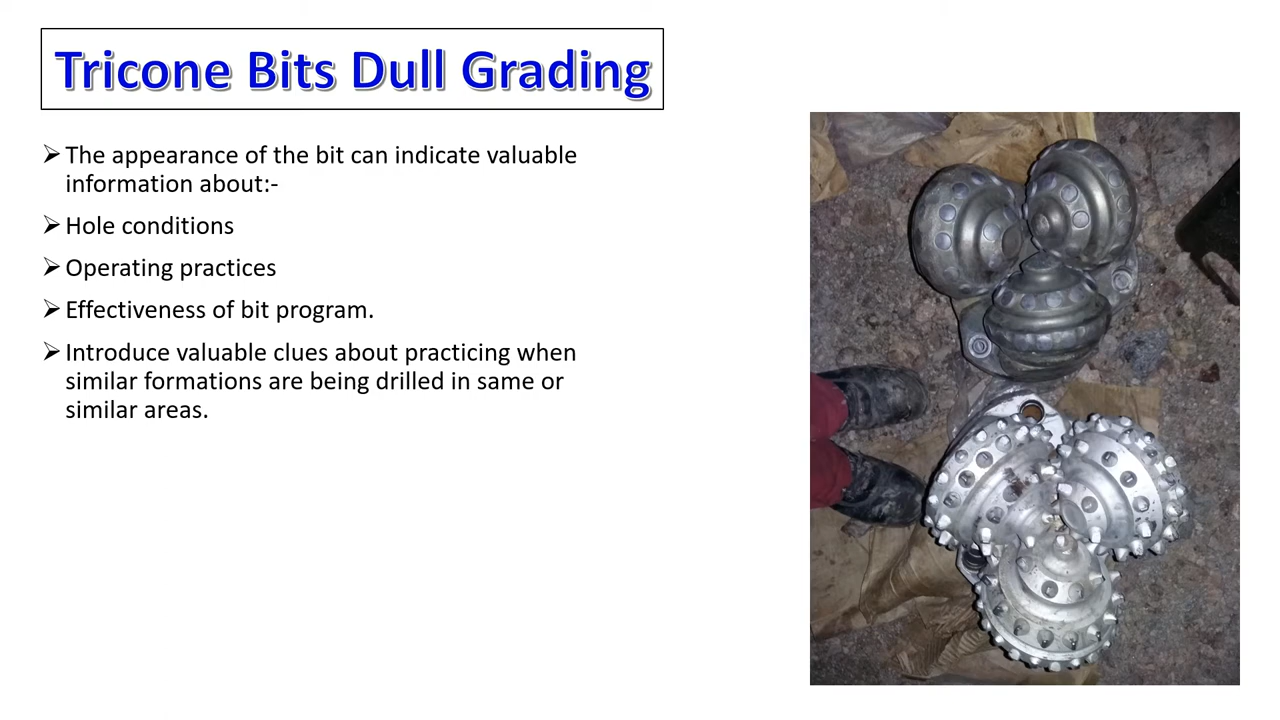 Tricone Bits Dull Grading
➢ The appearance of the bit can indicate valuable
information about:-
➢ Hole conditions
➢ Operating practices
➢ Effectiveness of bit program.
➢ Introduce valuable clues about practicing when
similar formations are being drilled in same or
similar areas.